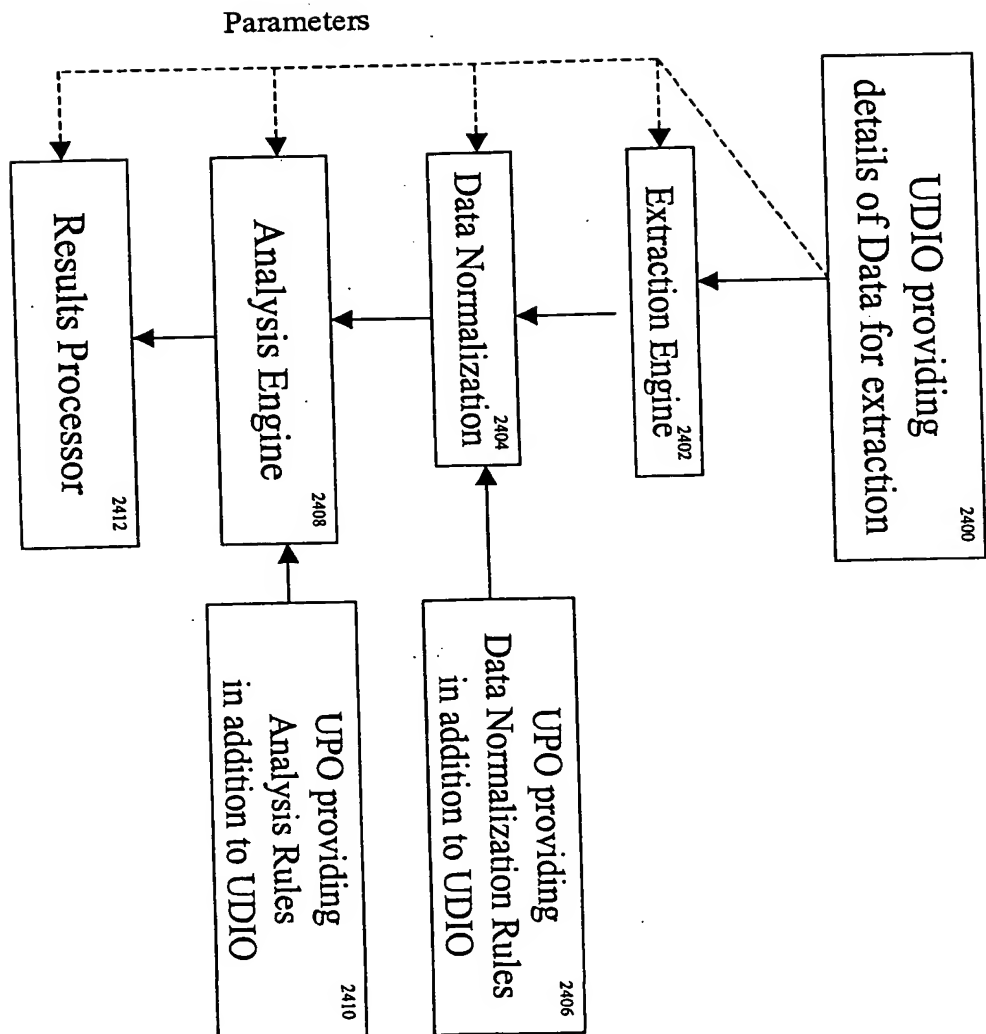 Parameters
UDIO providing
details of Data for extraction
2400
Extraction Engine
2402
Data Normalization
2404
UPO providing
Data Normalization Rules
in addition to UDIO
2406
Analysis Engine
2408
UPO providing
Analysis Rules
in addition to UDIO
2410
Results Processor
2412